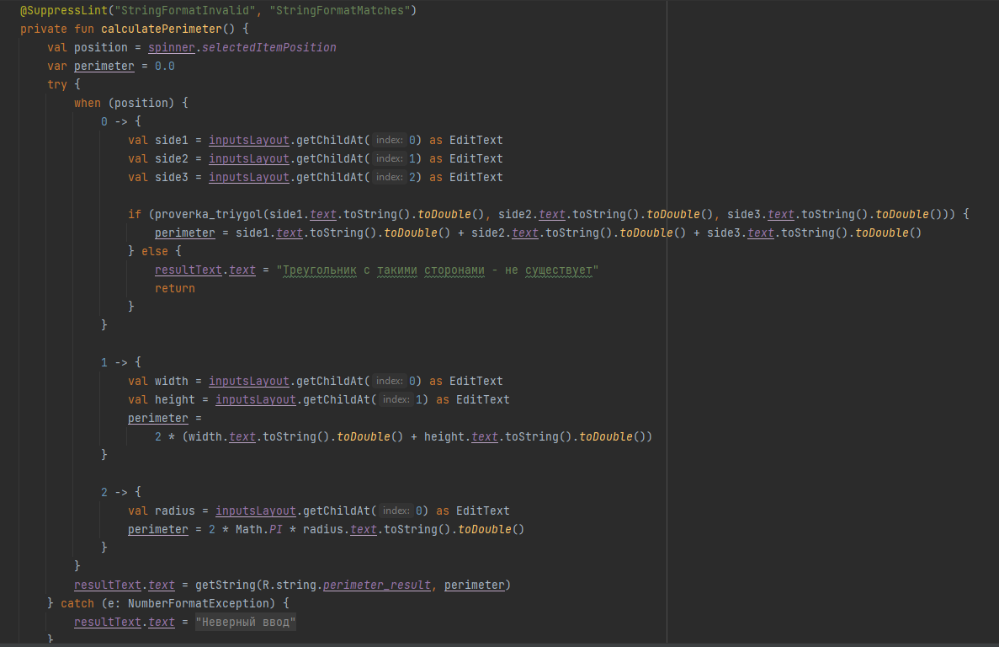 @SuppressLint("StringFormatInvalid", "StringFormatMatches")
private fun calculatePerimeter() {
val position = spinner.selectedItemPosition
var perimeter = 0.0
try {
when (position) {
0 -> {
val side1 = inputsLayout.getChildAt( index: 0) as EditText
val side2 = inputsLayout.getChildAt( index: 1) as EditText
val side3 = inputsLayout.getChildAt( index: 2) as EditText
if (proverka_triygol(side1.text.toString().toDouble(), side2.text.toString().toDouble(), side3.text.toString().toDouble())) {
perimeter = side1.text.toString().toDouble() + side2.text.toString().toDouble() + side3.text.toString().toDouble()
} else {
resultText.text = "Треугольник с такими сторонами - не существует"
return
}
}
1 -> {
val width = inputsLayout.getChildAt( index: 0) as EditText
val height = inputsLayout.getChildAt( index: 1) as EditText
perimeter =
2 * (width.text.toString().toDouble() + height.text.toString().toDouble())
}
2 -> {
val radius = inputsLayout.getChildAt( index: 0) as EditText
perimeter = 2 * Math.PI * radius.text.toString().toDouble()
}
}
resultText.text = getString(R.string.perimeter_result, perimeter)
} catch (e: NumberFormatException) {
resultText.text = "Неверный ввод"
}